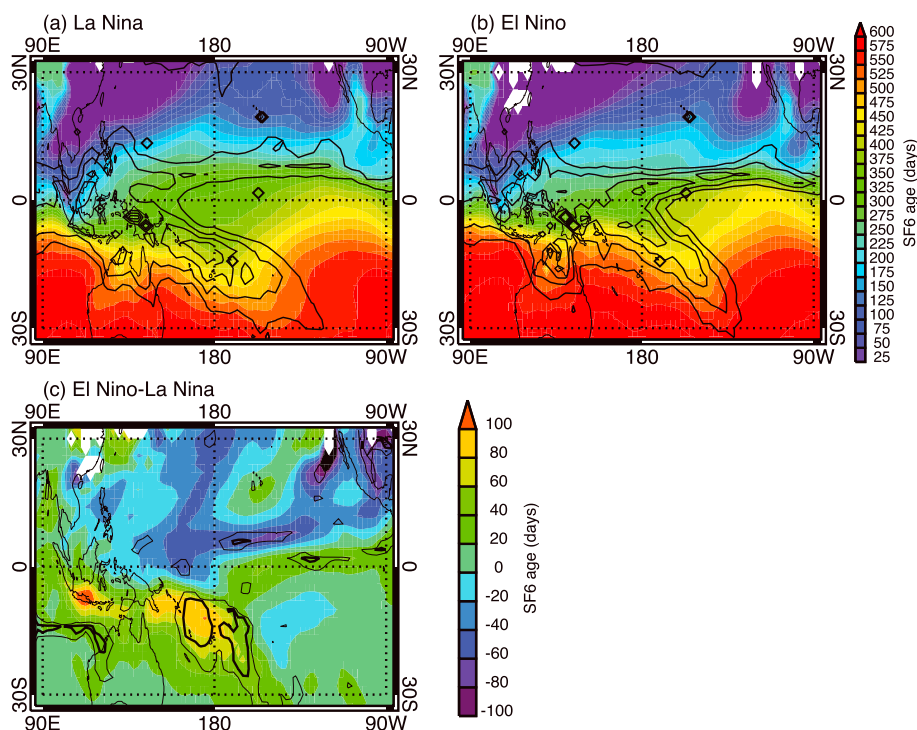 (a) La Nina
90E 180 90W
30N 30N
0 0
30S 30S
90E 180 90W
(b) El Nino
90E 180 90W
30N 30N
0 0
30S 30S
90E 180 90W
600
575
550
525
500
475
450
425
400
375
350
325
300
275
250
225
200
175
150
125
100
75
50
25
SF6 age (days)
(c) El Nino-La Nina
90E 180 90W
30N 30N
0 0
30S 30S
90E 180 90W
100
80
60
40
20
0
-20
-40
-60
-80
-100
SF6 age (days)